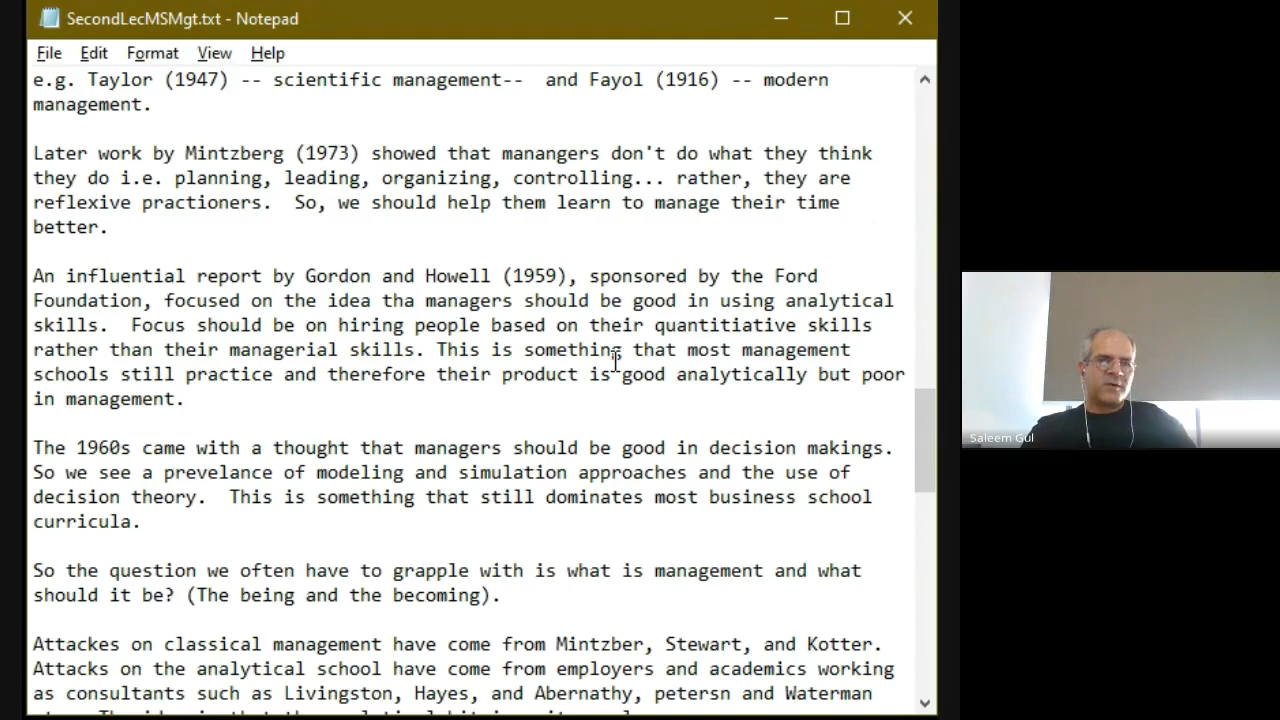 SecondLecMSMgt.txt - Notepad
File Edit Format View Help
e.g. Taylor (1947) -- scientific management-- and Fayol (1916) -- modern
management.
Later work by Mintzberg (1973) showed that manangers don't do what they think
they do i.e. planning, leading, organizing, controlling... rather, they are
reflexive practioners. So, we should help them learn to manage their time
better.
An influential report by Gordon and Howell (1959), sponsored by the Ford
Foundation, focused on the idea tha managers should be good in using analytical
skills. Focus should be on hiring people based on their quantitiative skills
rather than their managerial skills. This is something that most management
schools still practice and therefor their product is good analytically but poor
in management.
The 1960s came with a thought that managers should be good in decision makings.
So we see a prevelance of modeling and simulation approaches and the use of
decision theory. This is something that still dominates most business school
curricula.
So the question we often have to grapple with is what is management and what
should it be? (The being and the becoming).
Attackes on classical management have come from Mintzber, Stewart, and Kotter.
Attacks on the analytical school have come from employers and academics working
as consultants such as Livingston, Hayes, and Abernathy, petersn and Waterman
Saleem Gul